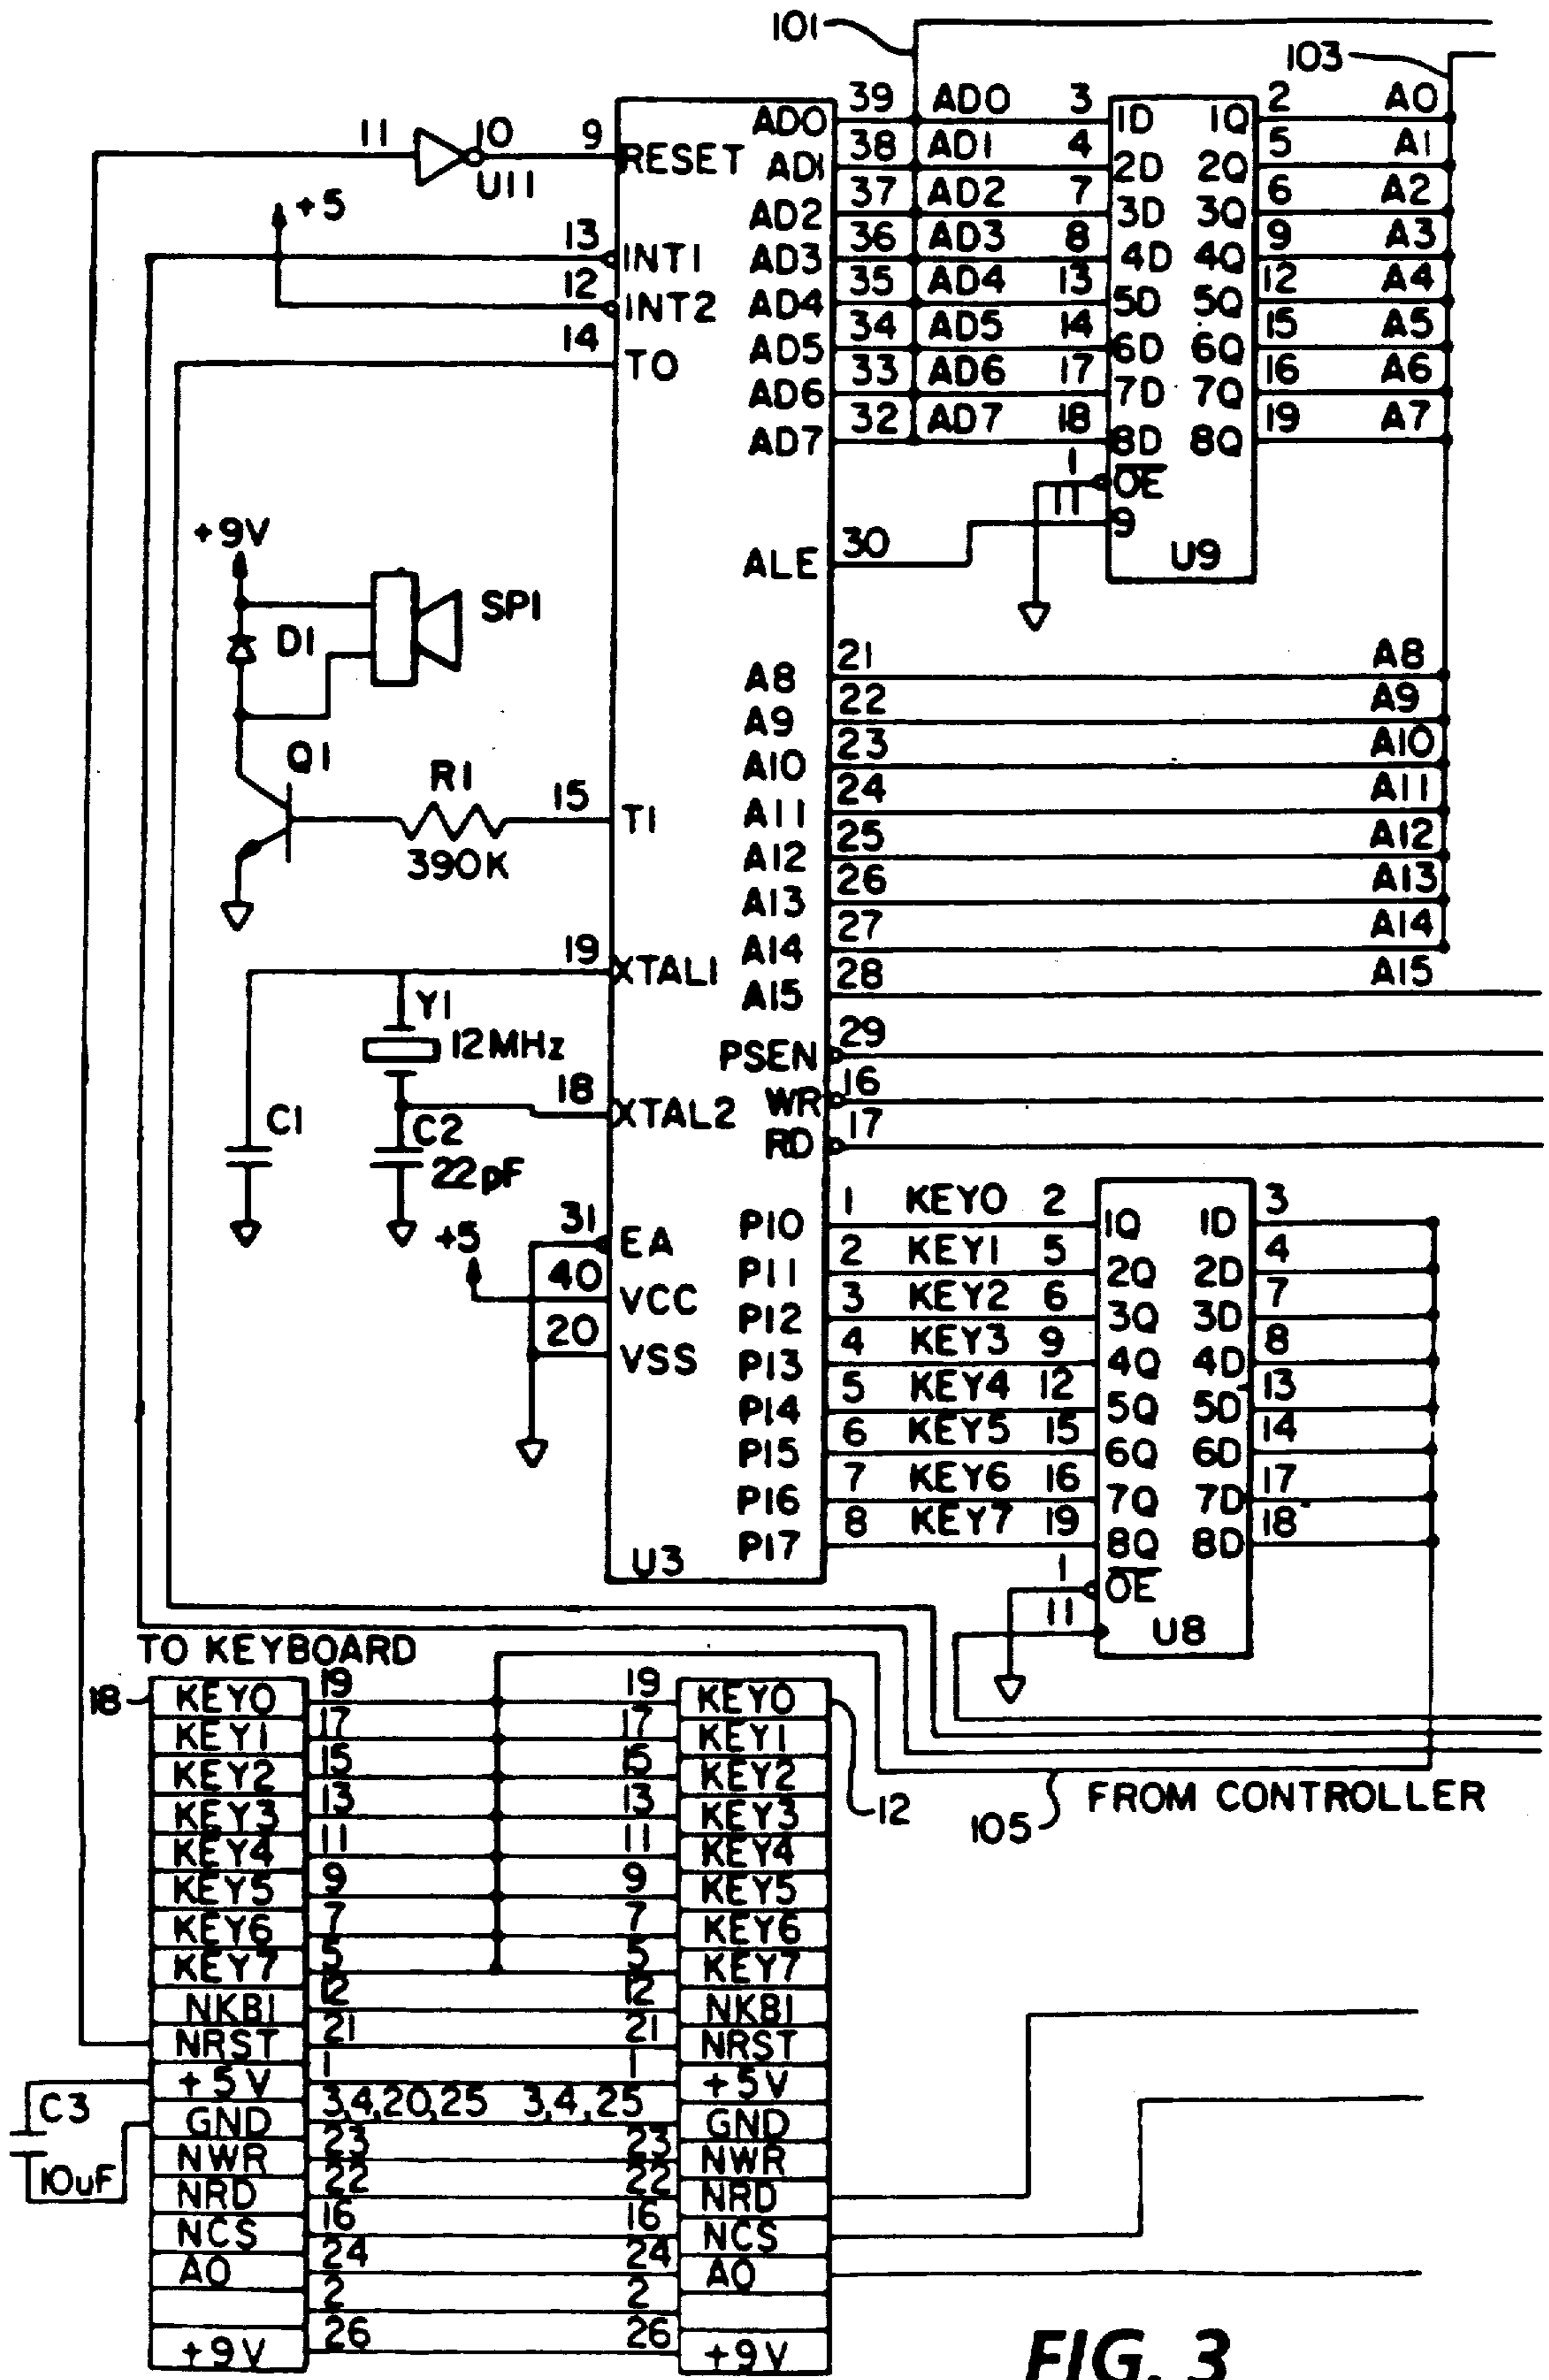 101
103
39 AD0 3 2 A0
AD0 1D 1Q
11 10 9 38 AD1 4 5 A1
RESET AD1 2D 2Q
U11 37 AD2 7 6 A2
+5 AD2 3D 3Q
13 36 AD3 8 9 A3
INT1 AD3 4D 4Q
12 35 AD4 13 12 A4
INT2 AD4 5D 5Q
14 34 AD5 14 15 A5
T0 AD5 6D 6Q
33 AD6 17 16 A6
AD6 7D 7Q
32 AD7 18 19 A7
AD7 8D 8Q
1 OE
11 9
+9V ALE 30 U9
SP1
D1
21 A8
A8
22 A9
A9
Q1 23 A10
A10
R1 15 24 A11
T1 A11
390K 25 A12
A12
26 A13
A13
27 A14
19 A14
XTAL1 28 A15
A15
Y1 29
12MHz PSEN
18 16
XTAL2 WR
C1 C2 17
22pF RD
31 1 KEY0 2 3
+5 EA P10 1Q 1D
40 2 KEY1 5 4
VCC P11 2Q 2D
20 3 KEY2 6 7
VSS P12 3Q 3D
4 KEY3 9 8
P13 4Q 4D
5 KEY4 12 13
P14 5Q 5D
6 KEY5 15 14
P15 6Q 6D
7 KEY6 16 17
P16 7Q 7D
8 KEY7 19 18
U3 P17 8Q 8D
1 OE
11
U8
TO KEYBOARD
18 KEY0 19 19 KEY0
KEY1 17 17 KEY1
KEY2 15 15 KEY2
KEY3 13 13 KEY3 12
105 FROM CONTROLLER
KEY4 11 11 KEY4
KEY5 9 9 KEY5
KEY6 7 7 KEY6
KEY7 5 5 KEY7
NKBI 12 12 NKBI
NRST 21 21 NRST
+5V 1 1 +5V
C3 GND 3,4,20,25 3,4,25 GND
NWR 23 23 NWR
10uF NRD 22 22 NRD
NCS 16 16 NCS
A0 24 24 A0
2 2
+9V 26 26 +9V
FIG. 3